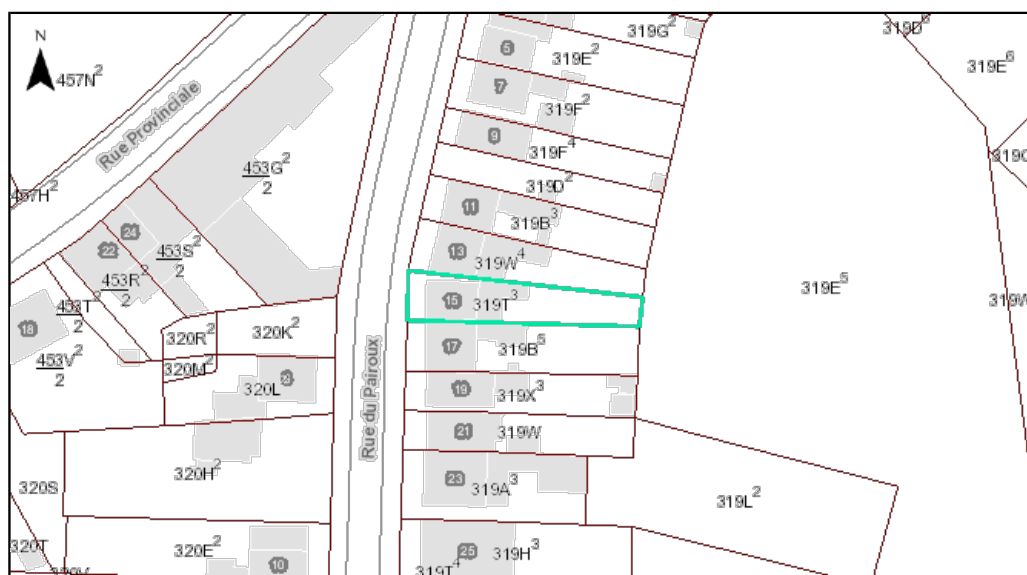 N
457N²
Rue Provinciale
457H²
453G²
2
24
22
453S²
2
453R²
2
453T²
2
18
453V²
2
320R²
320K²
320M²
320L
320H²
320S
320T
320E²
10
Rue du Pairoux
5
319G²
319E²
7
319F²
9
319F⁴
319D²
11
319B³
13
319W⁴
15
319T³
17
319B⁵
19
319X³
21
319W
23
319A³
319L²
25
319H³
319T⁴
319E⁵